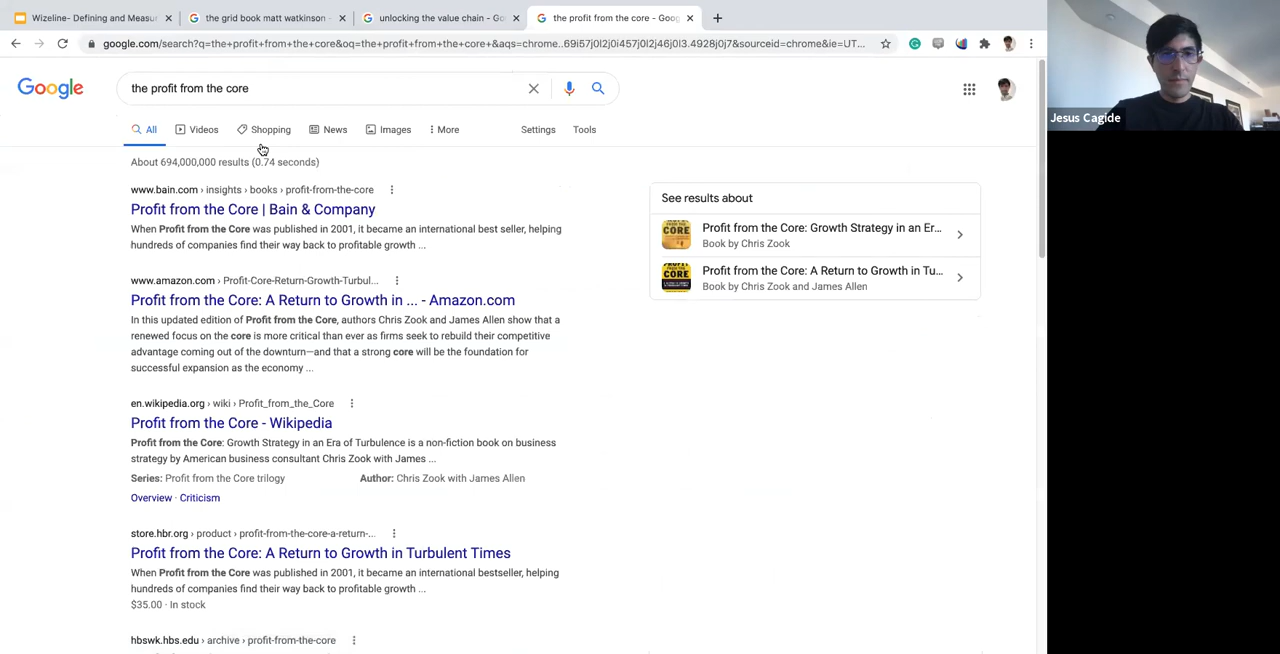 Wizeline- Defining and Measu
the grid book matt watkinson -
unlocking the value chain - Go
the profit from the core - Goog
google.com/search?q=the+profit+from+the+core&oq=the+profit+from+the+core+&aqs=chrome..69i57j0l2j0i457j0l2j46j0l3.4928j0j7&sourceid=chrome&ie=UT...
Google
the profit from the core
All
Videos
Shopping
News
Images
More
Settings
Tools
About 694,000,000 results (0.74 seconds)
www.bain.com › insights › books › profit-from-the-core
Profit from the Core | Bain & Company
When Profit from the Core was published in 2001, it became an international best seller, helping
hundreds of companies find their way back to profitable growth ...
www.amazon.com › Profit-Core-Return-Growth-Turbul...
Profit from the Core: A Return to Growth in ... - Amazon.com
In this updated edition of Profit from the Core, authors Chris Zook and James Allen show that a
renewed focus on the core is more critical than ever as firms seek to rebuild their competitive
advantage coming out of the downturn—and that a strong core will be the foundation for
successful expansion as the economy ...
en.wikipedia.org › wiki › Profit_from_the_Core
Profit from the Core - Wikipedia
Profit from the Core: Growth Strategy in an Era of Turbulence is a non-fiction book on business
strategy by American business consultant Chris Zook with James ...
Series: Profit from the Core trilogy
Author: Chris Zook with James Allen
Overview · Criticism
store.hbr.org › product › profit-from-the-core-a-return-...
Profit from the Core: A Return to Growth in Turbulent Times
When Profit from the Core was published in 2001, it became an international bestseller, helping
hundreds of companies find their way back to profitable growth ...
$35.00 · In stock
hbswk.hbs.edu › archive › profit-from-the-core
See results about
Profit from the Core: Growth Strategy in an Er...
Book by Chris Zook
Profit from the Core: A Return to Growth in Tu...
Book by Chris Zook and James Allen
CORE
CORE
Jesus Cagide